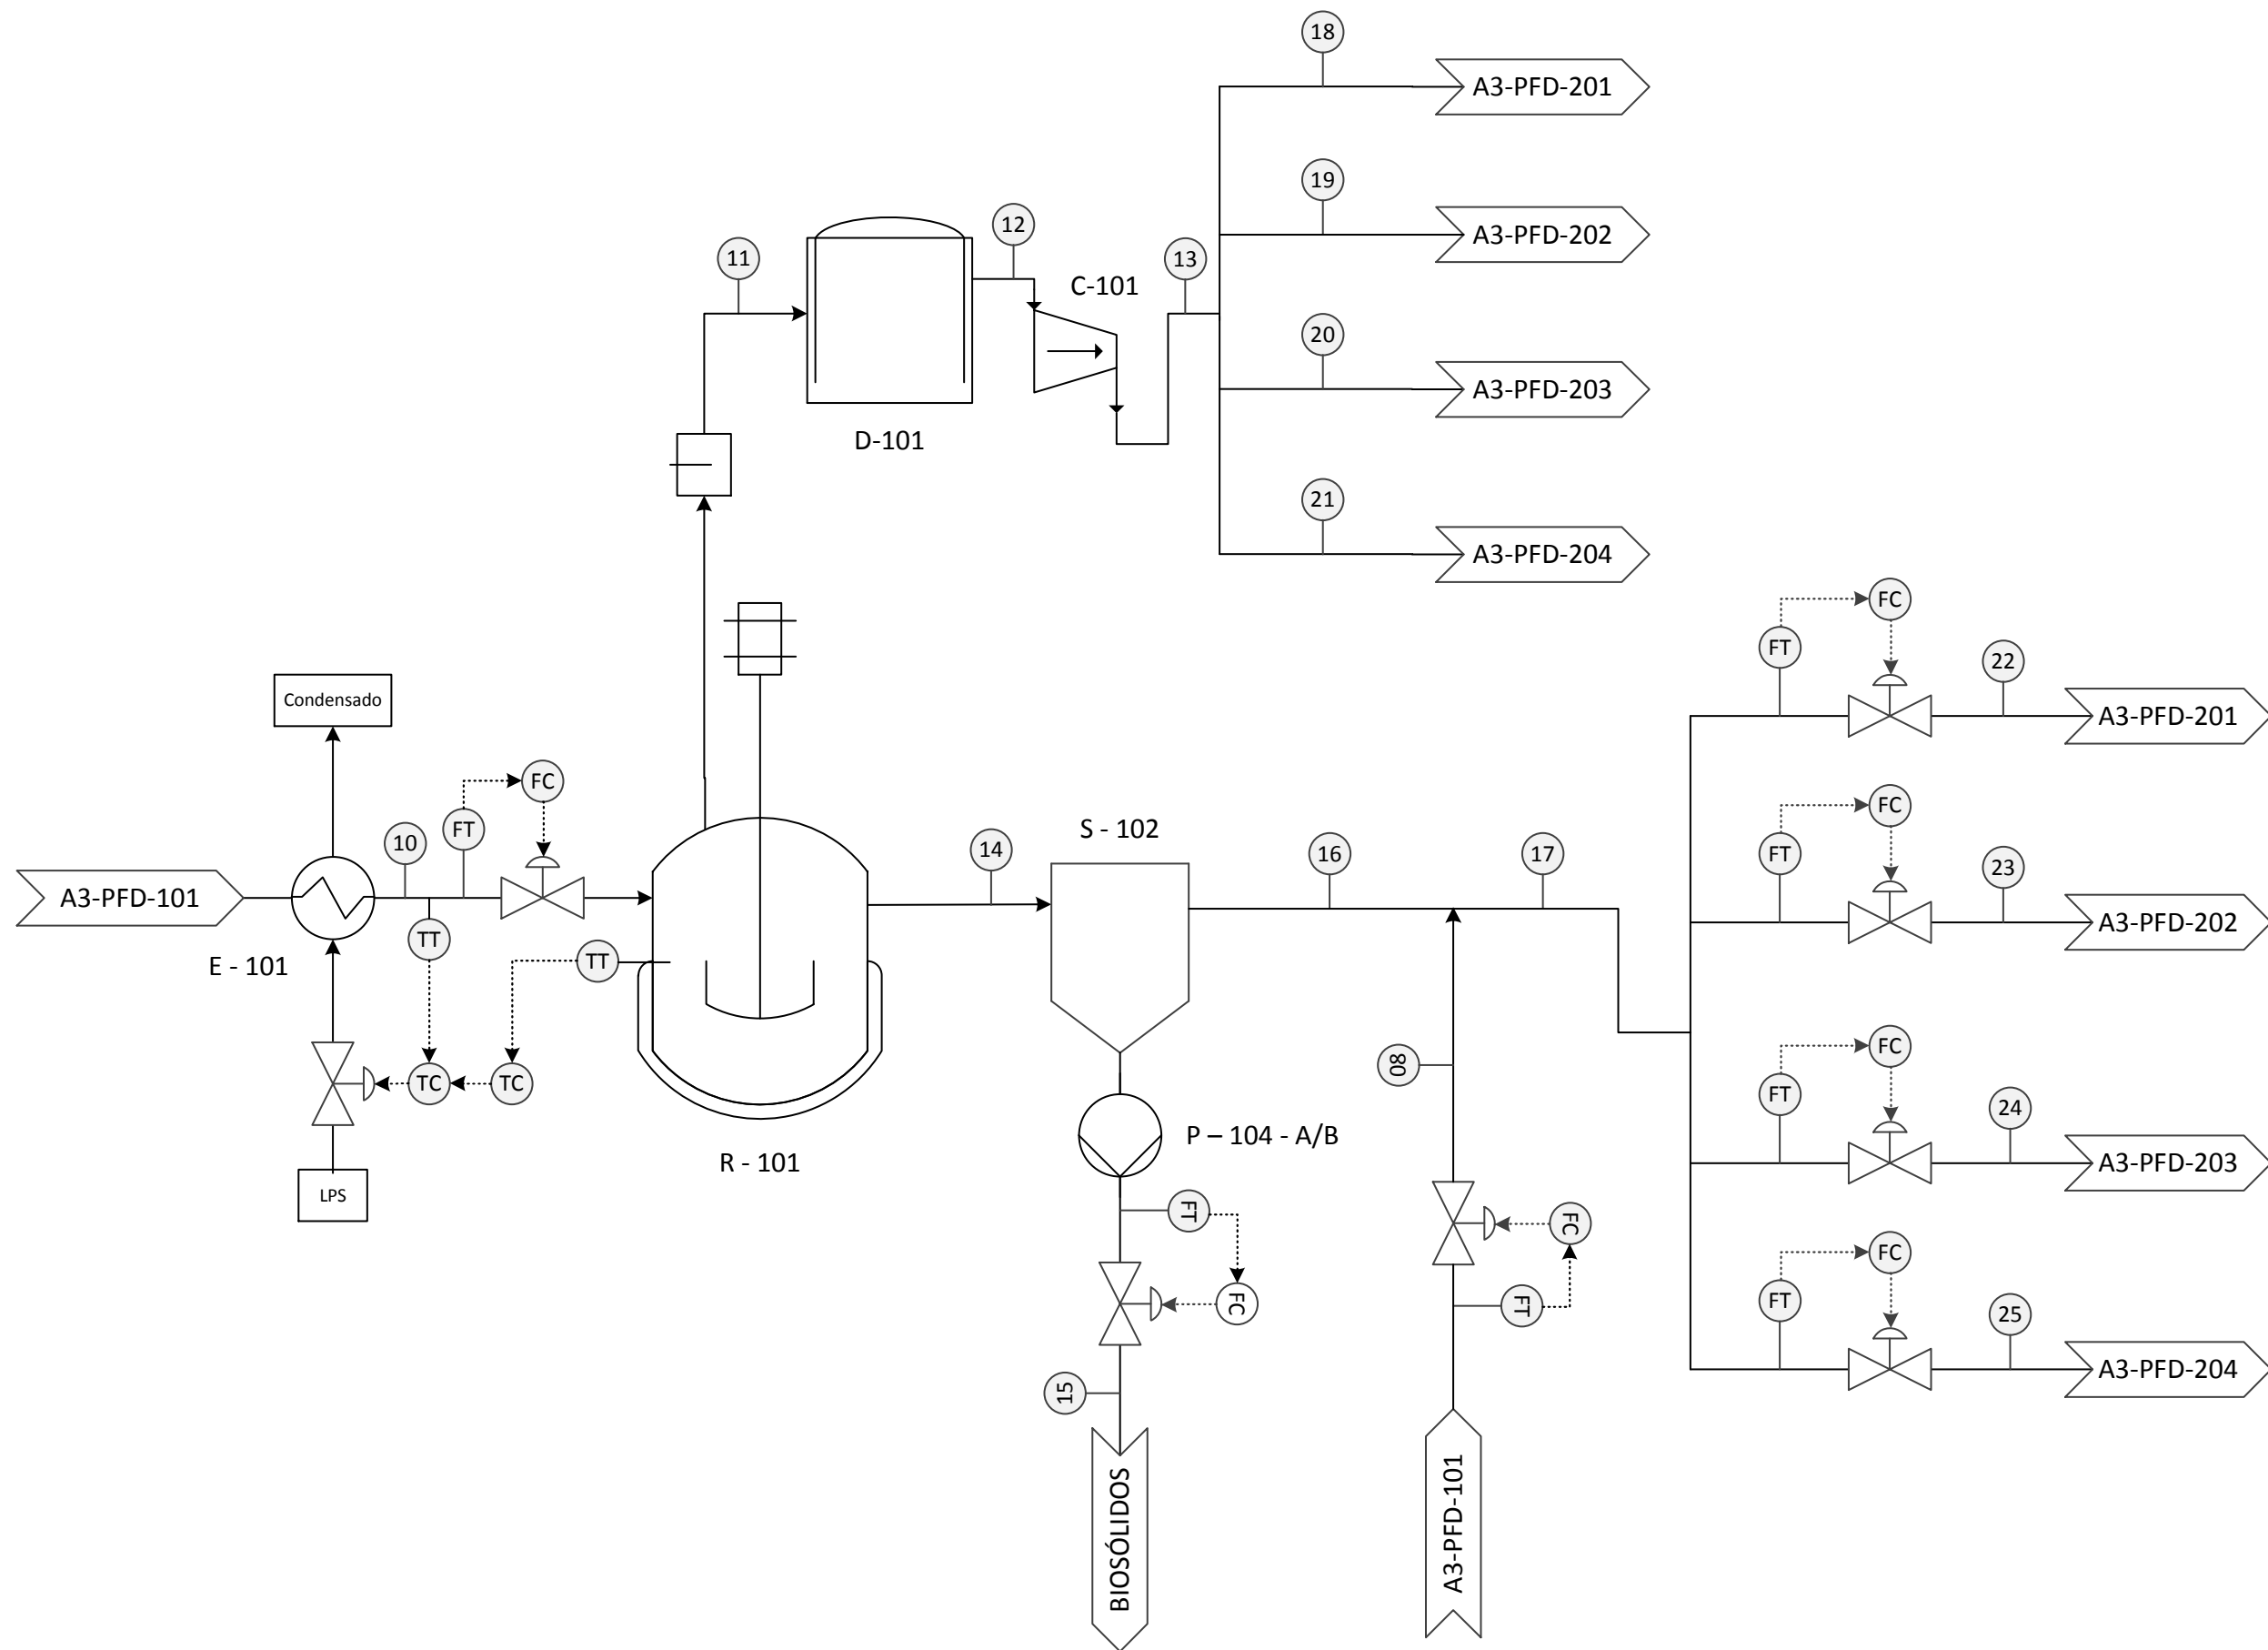 18
A3-PFD-201
19
A3-PFD-202
12
11
13
C-101
20
A3-PFD-203
D-101
21
A3-PFD-204
FC
FT
22
A3-PFD-201
Condensado
FC
FT
10
FC
FT
23
A3-PFD-202
S - 102
14
16
17
A3-PFD-101
TT
E - 101
TT
TC
TC
LPS
R - 101
P – 104 - A/B
08
FC
FT
24
A3-PFD-203
FT
FC
FC
FT
FC
FT
25
A3-PFD-204
15
BIOSÓLIDOS
A3-PFD-101